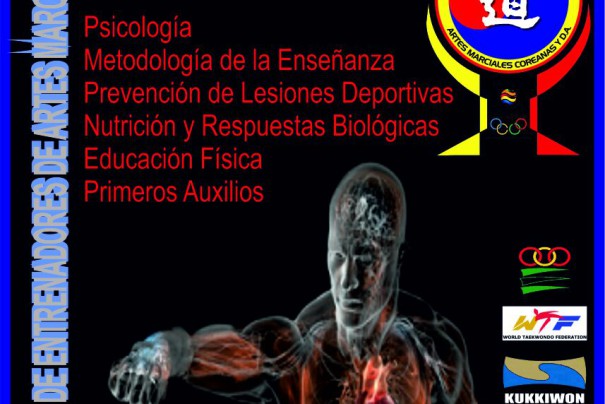 Psicología
Metodología de la Enseñanza
Prevención de Lesiones Deportivas
Nutrición y Respuestas Biológicas
Educación Física
Primeros Auxilios
DE ENTRENADORES DE ARTES MARC
ARTES MARCIALES COREANAS Y D.A.
WTF
WORLD TAEKWONDO FEDERATION
KUKKIWON